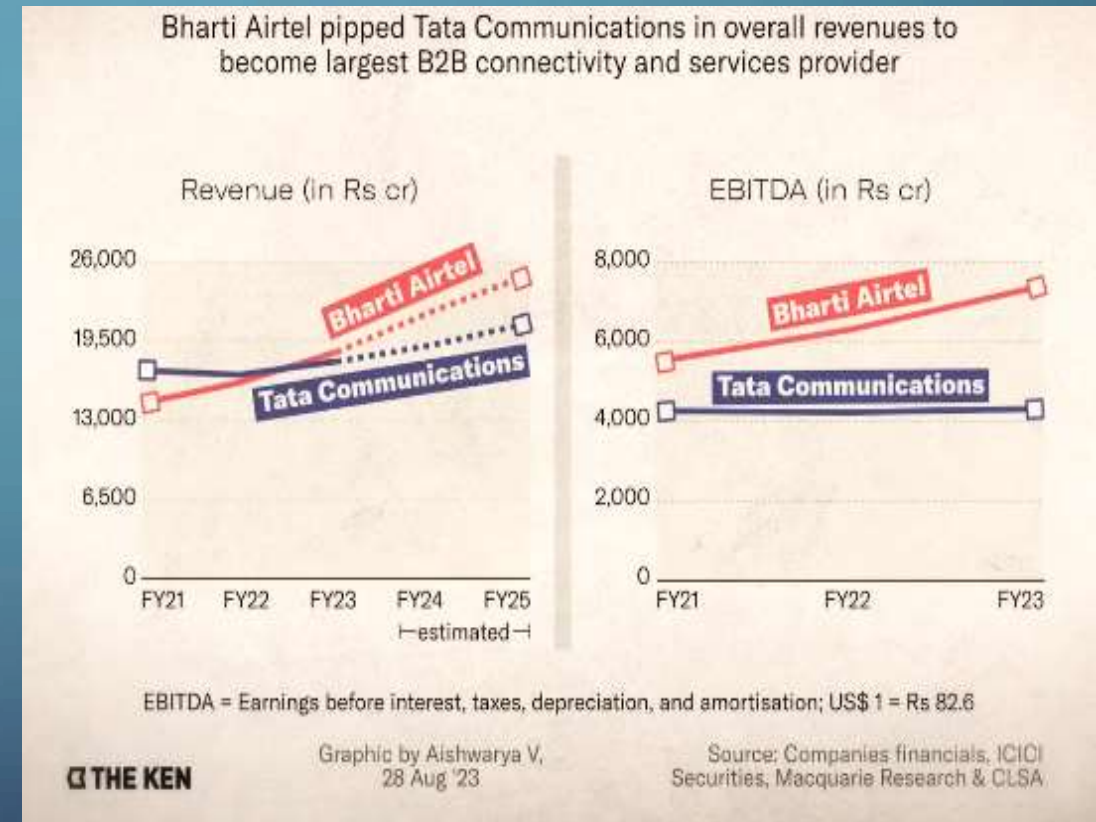 Bharti Airtel pipped Tata Communications in overall revenues to
become largest B2B connectivity and services provider
Revenue (in Rs cr)
26,000
19,500
13,000
6,500
0
Bharti Airtel
Tata Communications
FY21 FY22 FY23 FY24 FY25
estimated
EBITDA (in Rs cr)
8,000
6,000
4,000
2,000
0
Bharti Airtel
Tata Communications
FY21 FY22 FY23
EBITDA = Earnings before interest, taxes, depreciation, and amortisation; US$ 1 = Rs 82.6
THE KEN
Graphic by Aishwarya V,
28 Aug '23
Source: Companies financials, ICICI
Securities, Macquarie Research & CLSA